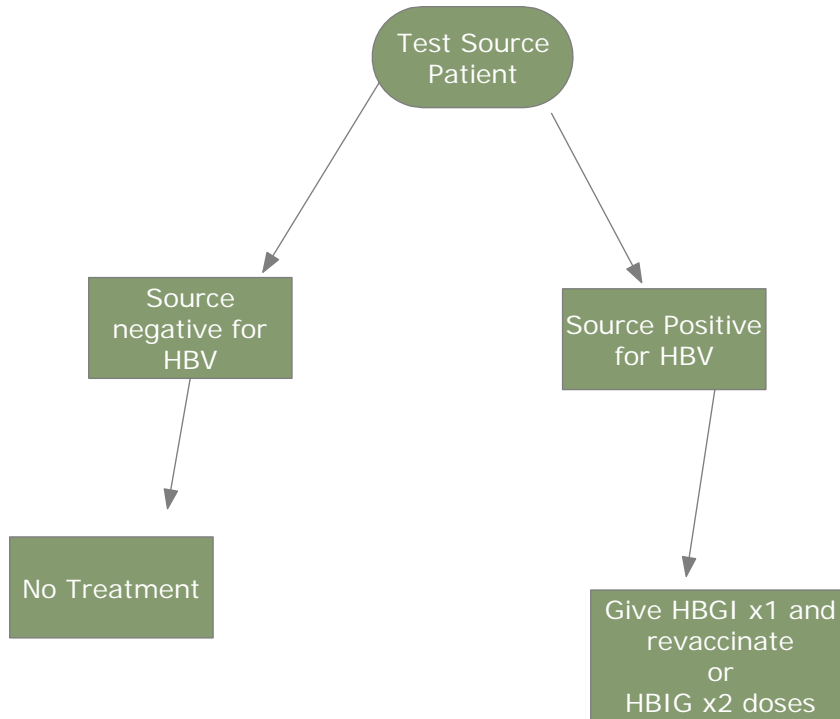 Test Source
Patient
Source
negative for
HBV
Source Positive
for HBV
No Treatment
Give HBGI x1 and
revaccinate
or
HBIG x2 doses